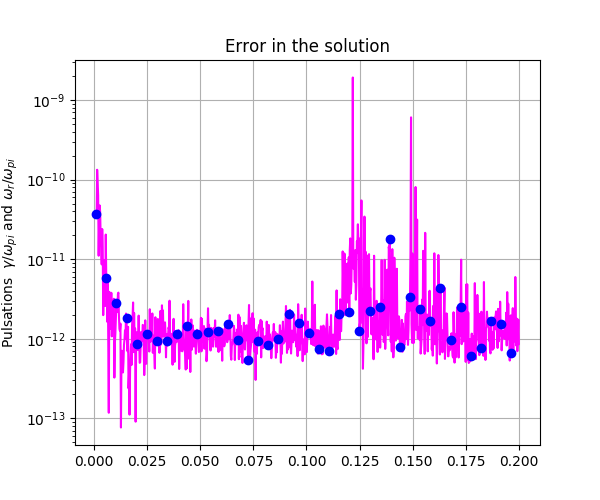 Error in the solution
Pulsations γ/ω_pi and ω_r/ω_pi
10^−9
10^−10
10^−11
10^−12
10^−13
0.000 0.025 0.050 0.075 0.100 0.125 0.150 0.175 0.200